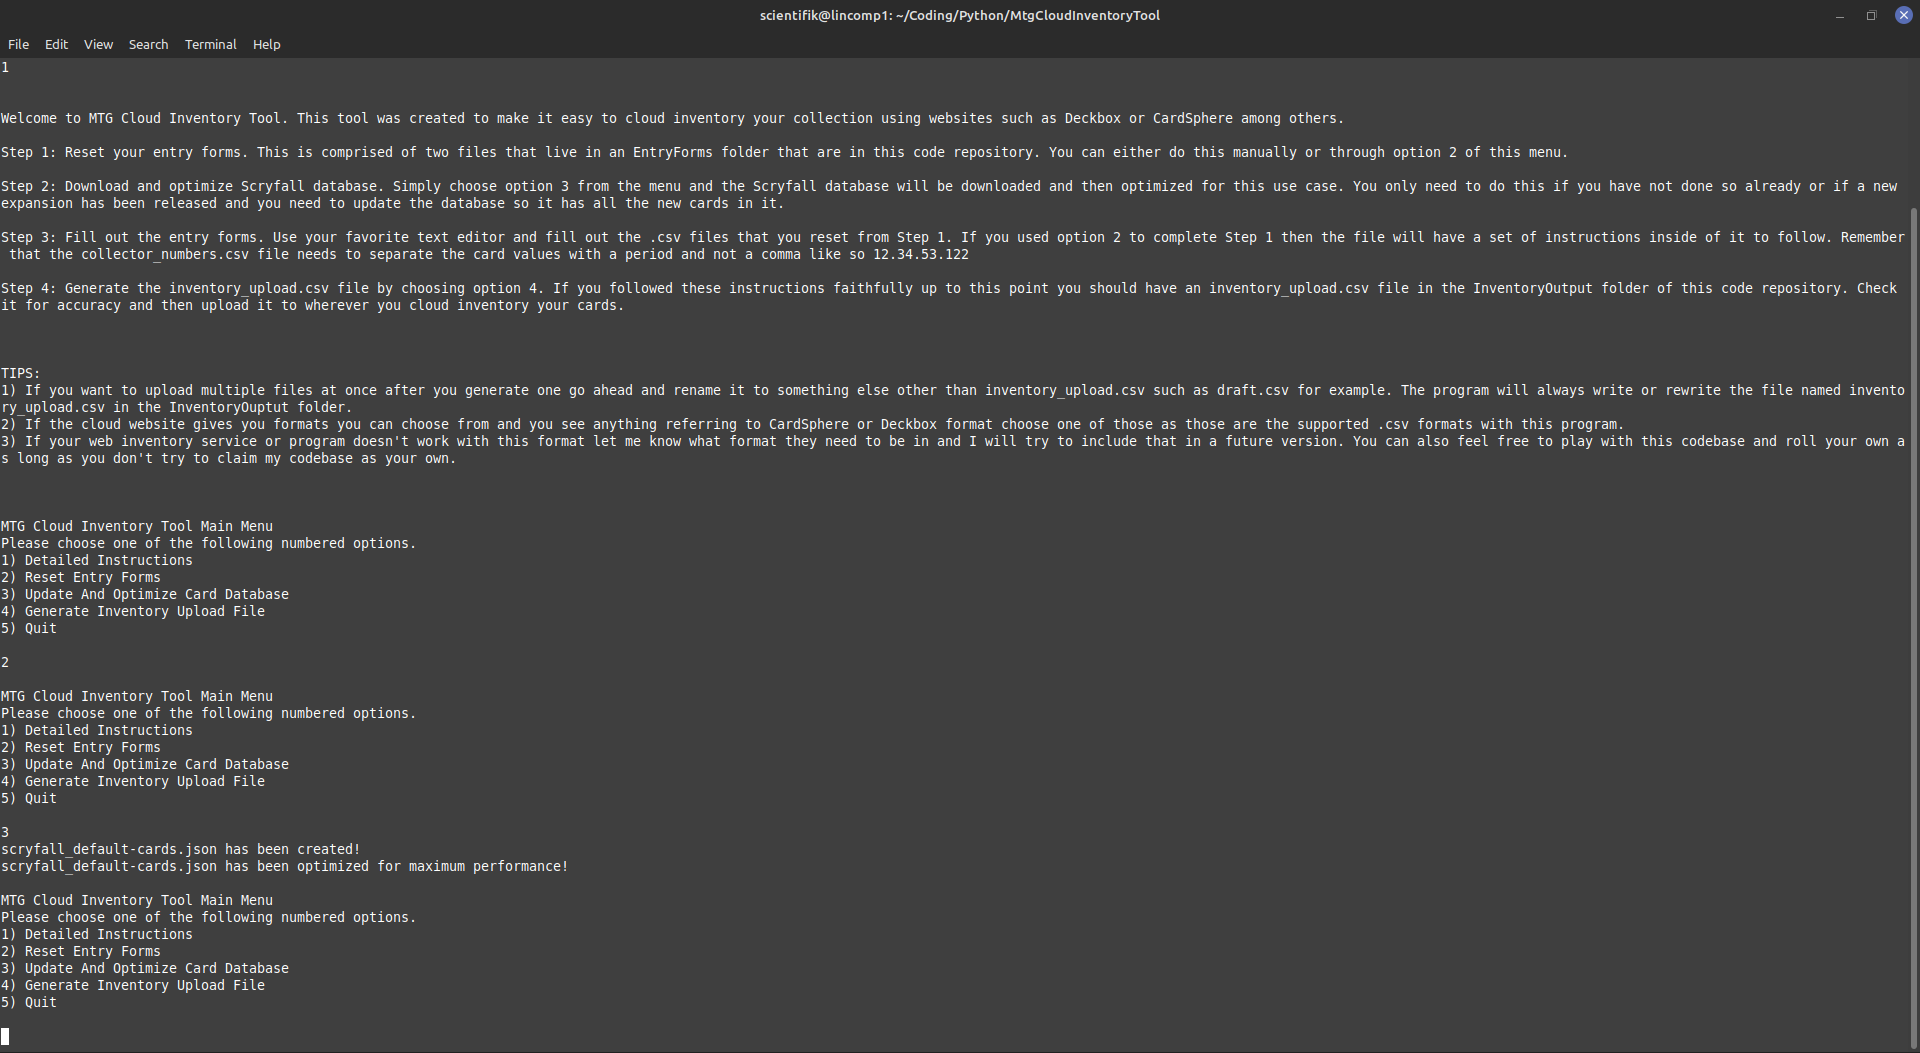 scientifik@lincomp1: ~/Coding/Python/MtgCloudInventoryTool
File Edit View Search Terminal Help
1
Welcome to MTG Cloud Inventory Tool. This tool was created to make it easy to cloud inventory your collection using websites such as Deckbox or CardSphere among others.
Step 1: Reset your entry forms. This is comprised of two files that live in an EntryForms folder that are in this code repository. You can either do this manually or through option 2 of this menu.
Step 2: Download and optimize Scryfall database. Simply choose option 3 from the menu and the Scryfall database will be downloaded and then optimized for this use case. You only need to do this if you have not done so already or if a new
expansion has been released and you need to update the database so it has all the new cards in it.
Step 3: Fill out the entry forms. Use your favorite text editor and fill out the .csv files that you reset from Step 1. If you used option 2 to complete Step 1 then the file will have a set of instructions inside of it to follow. Remember
that the collector_numbers.csv file needs to separate the card values with a period and not a comma like so 12.34.53.122
Step 4: Generate the inventory_upload.csv file by choosing option 4. If you followed these instructions faithfully up to this point you should have an inventory_upload.csv file in the InventoryOutput folder of this code repository. Check
it for accuracy and then upload it to wherever you cloud inventory your cards.
TIPS:
1) If you want to upload multiple files at once after you generate one go ahead and rename it to something else other than inventory_upload.csv such as draft.csv for example. The program will always write or rewrite the file named invento
ry_upload.csv in the InventoryOuptut folder.
2) If the cloud website gives you formats you can choose from and you see anything referring to CardSphere or Deckbox format choose one of those as those are the supported .csv formats with this program.
3) If your web inventory service or program doesn't work with this format let me know what format they need to be in and I will try to include that in a future version. You can also feel free to play with this codebase and roll your own a
s long as you don't try to claim my codebase as your own.
MTG Cloud Inventory Tool Main Menu
Please choose one of the following numbered options.
1) Detailed Instructions
2) Reset Entry Forms
3) Update And Optimize Card Database
4) Generate Inventory Upload File
5) Quit
2
MTG Cloud Inventory Tool Main Menu
Please choose one of the following numbered options.
1) Detailed Instructions
2) Reset Entry Forms
3) Update And Optimize Card Database
4) Generate Inventory Upload File
5) Quit
3
scryfall_default-cards.json has been created!
scryfall_default-cards.json has been optimized for maximum performance!
MTG Cloud Inventory Tool Main Menu
Please choose one of the following numbered options.
1) Detailed Instructions
2) Reset Entry Forms
3) Update And Optimize Card Database
4) Generate Inventory Upload File
5) Quit